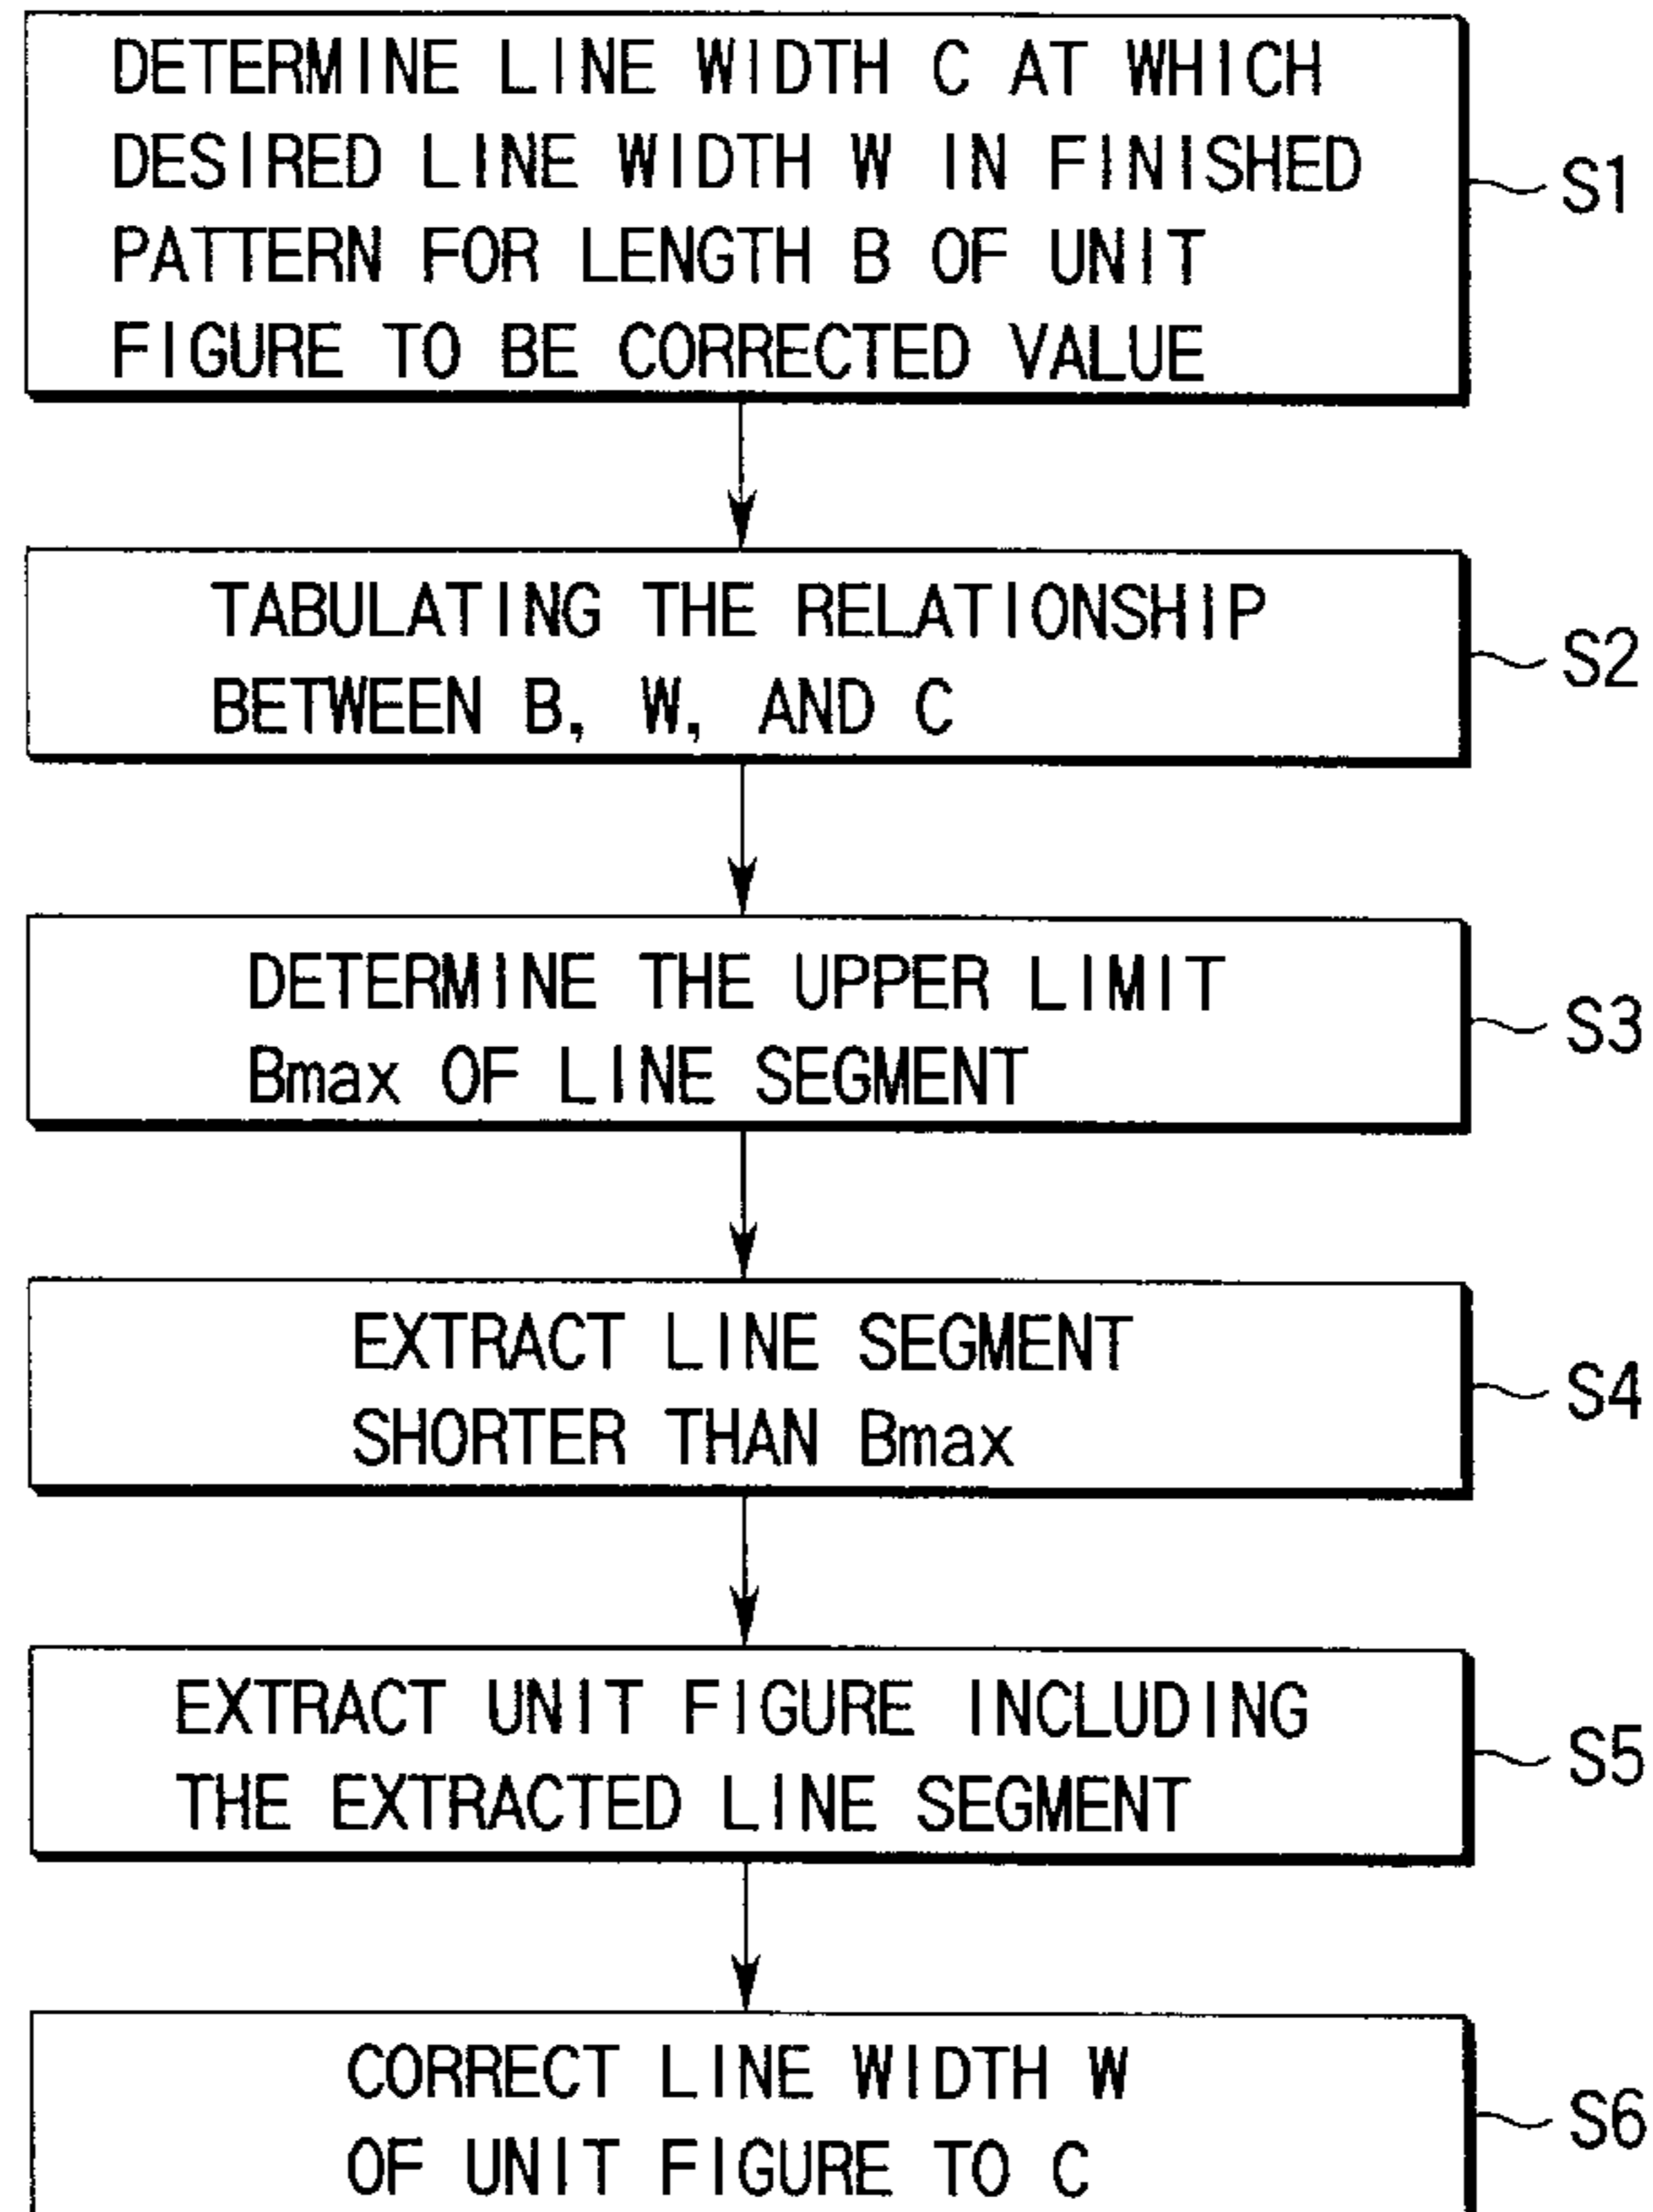 DETERMINE LINE WIDTH C AT WHICH
DESIRED LINE WIDTH W IN FINISHED
PATTERN FOR LENGTH B OF UNIT
FIGURE TO BE CORRECTED VALUE
S1
TABULATING THE RELATIONSHIP
BETWEEN B, W, AND C
S2
DETERMINE THE UPPER LIMIT
Bmax OF LINE SEGMENT
S3
EXTRACT LINE SEGMENT
SHORTER THAN Bmax
S4
EXTRACT UNIT FIGURE INCLUDING
THE EXTRACTED LINE SEGMENT
S5
CORRECT LINE WIDTH W
OF UNIT FIGURE TO C
S6